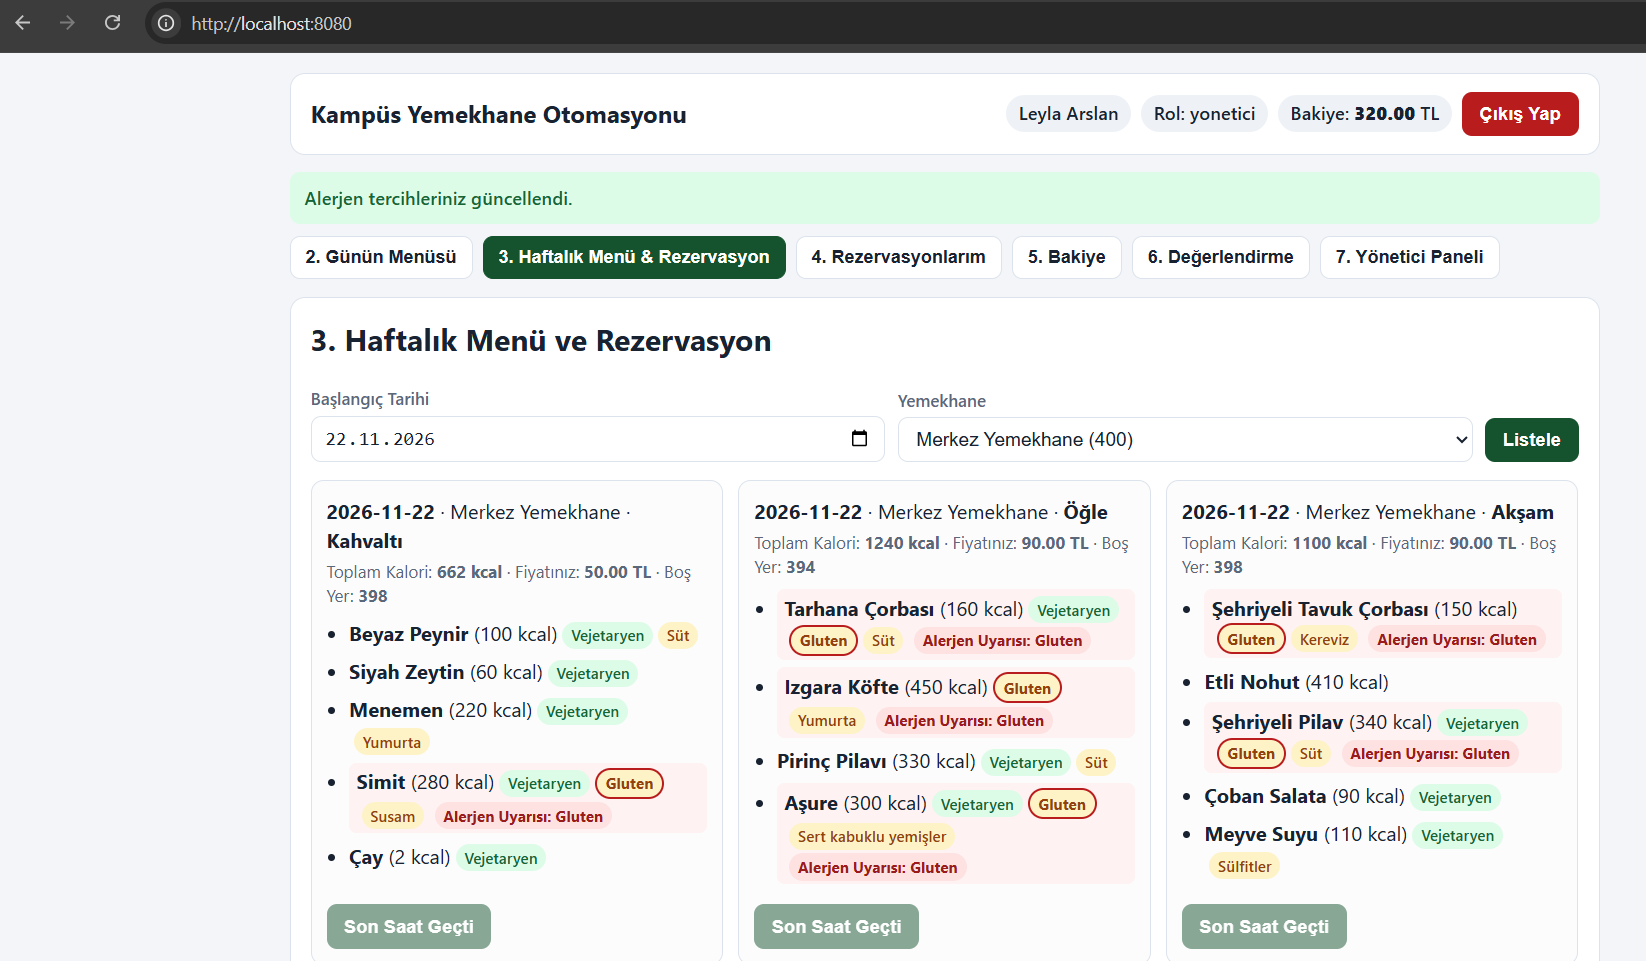 http://localhost:8080
Kampüs Yemekhane Otomasyonu
Leyla Arslan
Rol: yonetici
Bakiye: 320.00 TL
Çıkış Yap
Alerjen tercihleriniz güncellendi.
2. Günün Menüsü
3. Haftalık Menü & Rezervasyon
4. Rezervasyonlarım
5. Bakiye
6. Değerlendirme
7. Yönetici Paneli
3. Haftalık Menü ve Rezervasyon
Başlangıç Tarihi
22.11.2026
Yemekhane
Merkez Yemekhane (400)
Listele
2026-11-22 · Merkez Yemekhane ·
Kahvaltı
Toplam Kalori: 662 kcal · Fiyatınız: 50.00 TL · Boş
Yer: 398
Beyaz Peynir (100 kcal) Vejetaryen Süt
Siyah Zeytin (60 kcal) Vejetaryen
Menemen (220 kcal) Vejetaryen
Yumurta
Simit (280 kcal) Vejetaryen Gluten
Susam Alerjen Uyarısı: Gluten
Çay (2 kcal) Vejetaryen
Son Saat Geçti
2026-11-22 · Merkez Yemekhane · Öğle
Toplam Kalori: 1240 kcal · Fiyatınız: 90.00 TL · Boş
Yer: 394
Tarhana Çorbası (160 kcal) Vejetaryen
Gluten Süt Alerjen Uyarısı: Gluten
Izgara Köfte (450 kcal) Gluten
Yumurta Alerjen Uyarısı: Gluten
Pirinç Pilavı (330 kcal) Vejetaryen Süt
Aşure (300 kcal) Vejetaryen Gluten
Sert kabuklu yemişler
Alerjen Uyarısı: Gluten
Son Saat Geçti
2026-11-22 · Merkez Yemekhane · Akşam
Toplam Kalori: 1100 kcal · Fiyatınız: 90.00 TL · Boş
Yer: 398
Şehriyeli Tavuk Çorbası (150 kcal)
Gluten Kereviz Alerjen Uyarısı: Gluten
Etli Nohut (410 kcal)
Şehriyeli Pilav (340 kcal) Vejetaryen
Gluten Süt Alerjen Uyarısı: Gluten
Çoban Salata (90 kcal) Vejetaryen
Meyve Suyu (110 kcal) Vejetaryen
Sülfitler
Son Saat Geçti